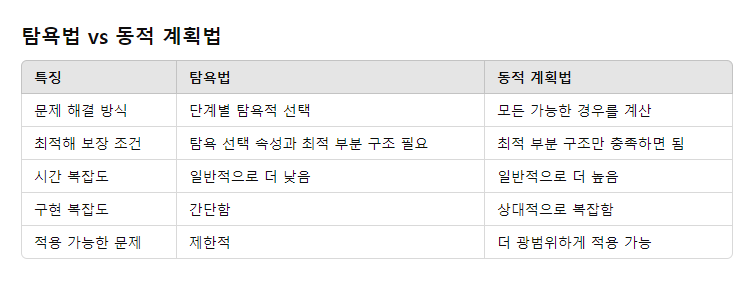 탐욕법 vs 동적 계획법
특징 탐욕법 동적 계획법
문제 해결 방식 단계별 탐욕적 선택 모든 가능한 경우를 계산
최적해 보장 조건 탐욕 선택 속성과 최적 부분 구조 필요 최적 부분 구조만 충족하면 됨
시간 복잡도 일반적으로 더 낮음 일반적으로 더 높음
구현 복잡도 간단함 상대적으로 복잡함
적용 가능한 문제 제한적 더 광범위하게 적용 가능